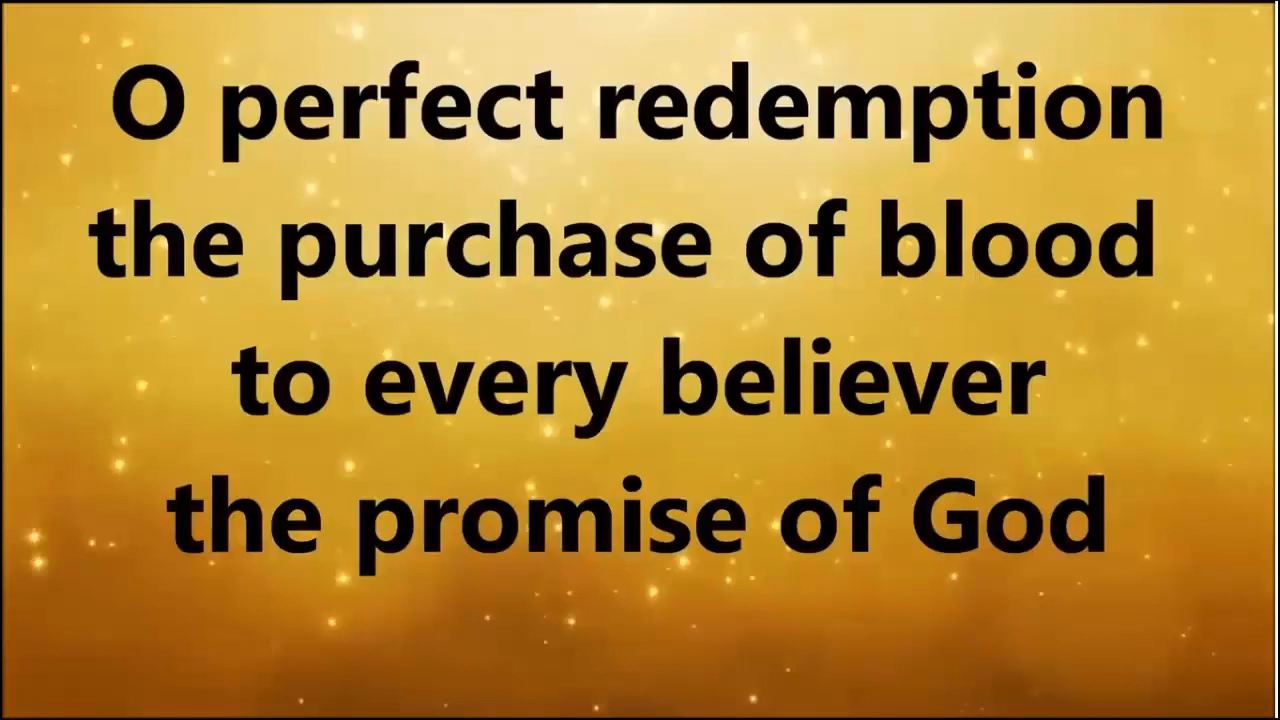 O perfect redemption
the purchase of blood
to every believer
the promise of God